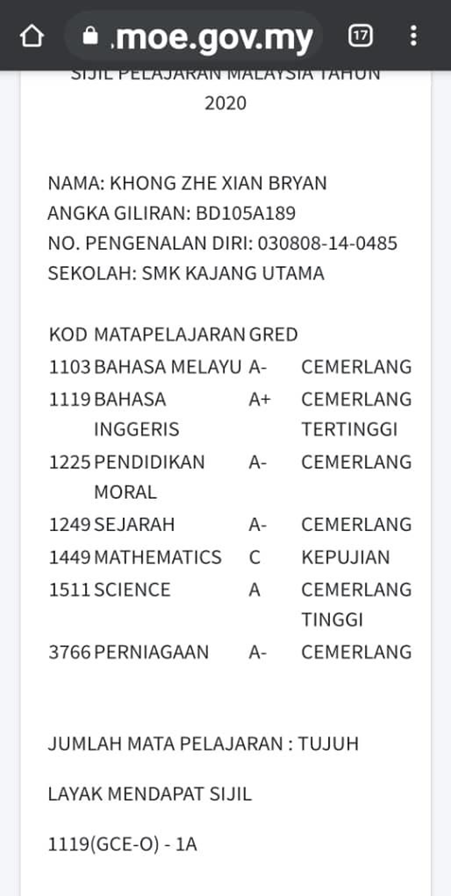 .moe.gov.my 17
SIJIL PELAJARAN MALAYSIA TAHUN
2020
NAMA: KHONG ZHE XIAN BRYAN
ANGKA GILIRAN: BD105A189
NO. PENGENALAN DIRI: 030808-14-0485
SEKOLAH: SMK KAJANG UTAMA
KOD MATAPELAJARAN GRED
1103 BAHASA MELAYU A- CEMERLANG
1119 BAHASA A+ CEMERLANG
INGGERIS TERTINGGI
1225 PENDIDIKAN A- CEMERLANG
MORAL
1249 SEJARAH A- CEMERLANG
1449 MATHEMATICS C KEPUJIAN
1511 SCIENCE A CEMERLANG
TINGGI
3766 PERNIAGAAN A- CEMERLANG
JUMLAH MATA PELAJARAN : TUJUH
LAYAK MENDAPAT SIJIL
1119(GCE-O) - 1A